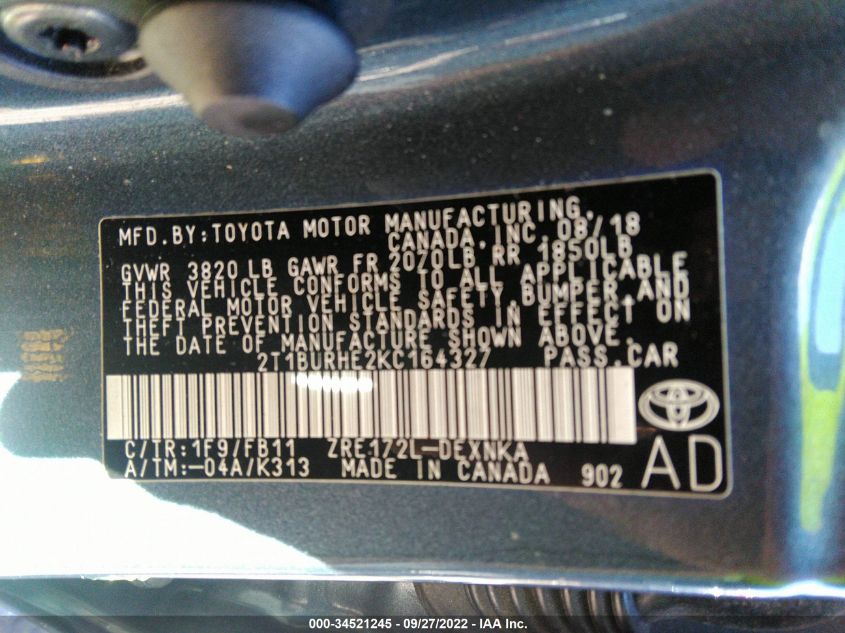 MFD.BY:TOYOTA MOTOR MANUFACTURING,
CANADA,INC. 08/18
GVWR 3820 LB GAWR FR 2020LB RR 1850LB
THIS VEHICLE CONFORMS TO ALL APPLICABLE
FEDERAL MOTOR VEHICLE SAFETY,BUMPER,AND
THEFT PREVENTION STANDARDS IN EFFECT ON
THE DATE OF MANUFACTURE SHOWN ABOVE.
2T1BURHE2KC164327 PASS.CAR
C/TR:1F9/FB11 ZRE172L-DEXNKA
A/TM:-04A/K313 MADE IN CANADA 902
AD
000-34521245 - 09/27/2022 - IAA Inc.